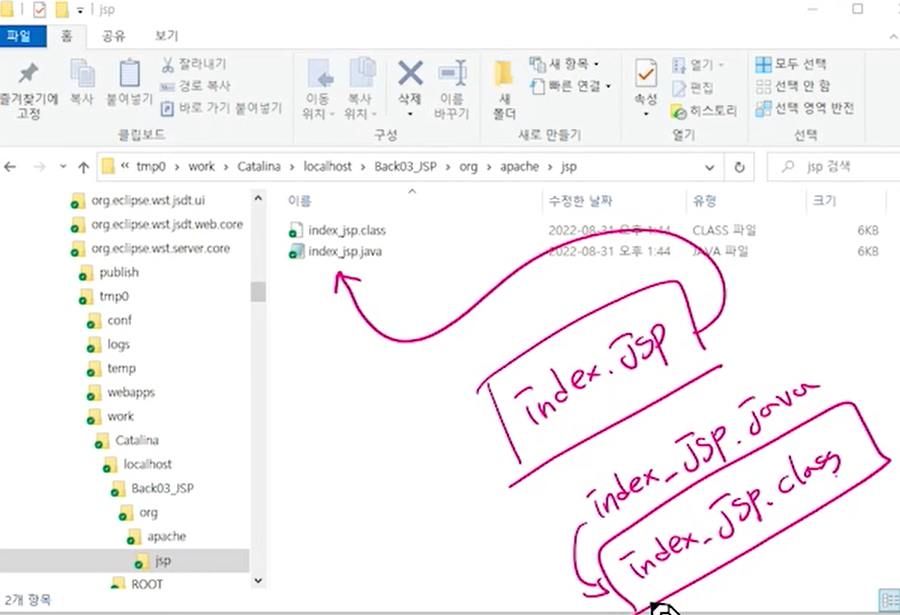 jsp
파일 홈 공유 보기
즐겨찾기에 고정
복사
붙여넣기
잘라내기
경로 복사
바로 가기 붙여넣기
클립보드
이동 위치
복사 위치
삭제
이름 바꾸기
구성
새 폴더
새 항목
빠른 연결
새로 만들기
속성
열기
편집
히스토리
열기
모두 선택
선택 안 함
선택 영역 반전
선택
« tmp0 › work › Catalina › localhost › Back03_JSP › org › apache › jsp
jsp 검색
이름 수정한 날짜 유형 크기
index_jsp.class 2022-08-31 오후 1:44 CLASS 파일 6KB
index_jsp.java 2022-08-31 오후 1:44 JAVA 파일 6KB
org.eclipse.wst.jsdt.ui
org.eclipse.wst.jsdt.web.core
org.eclipse.wst.server.core
publish
tmp0
conf
logs
temp
webapps
work
Catalina
localhost
Back03_JSP
org
apache
jsp
ROOT
index.JSP
index_JSP.java
index_JSP.class
2개 항목